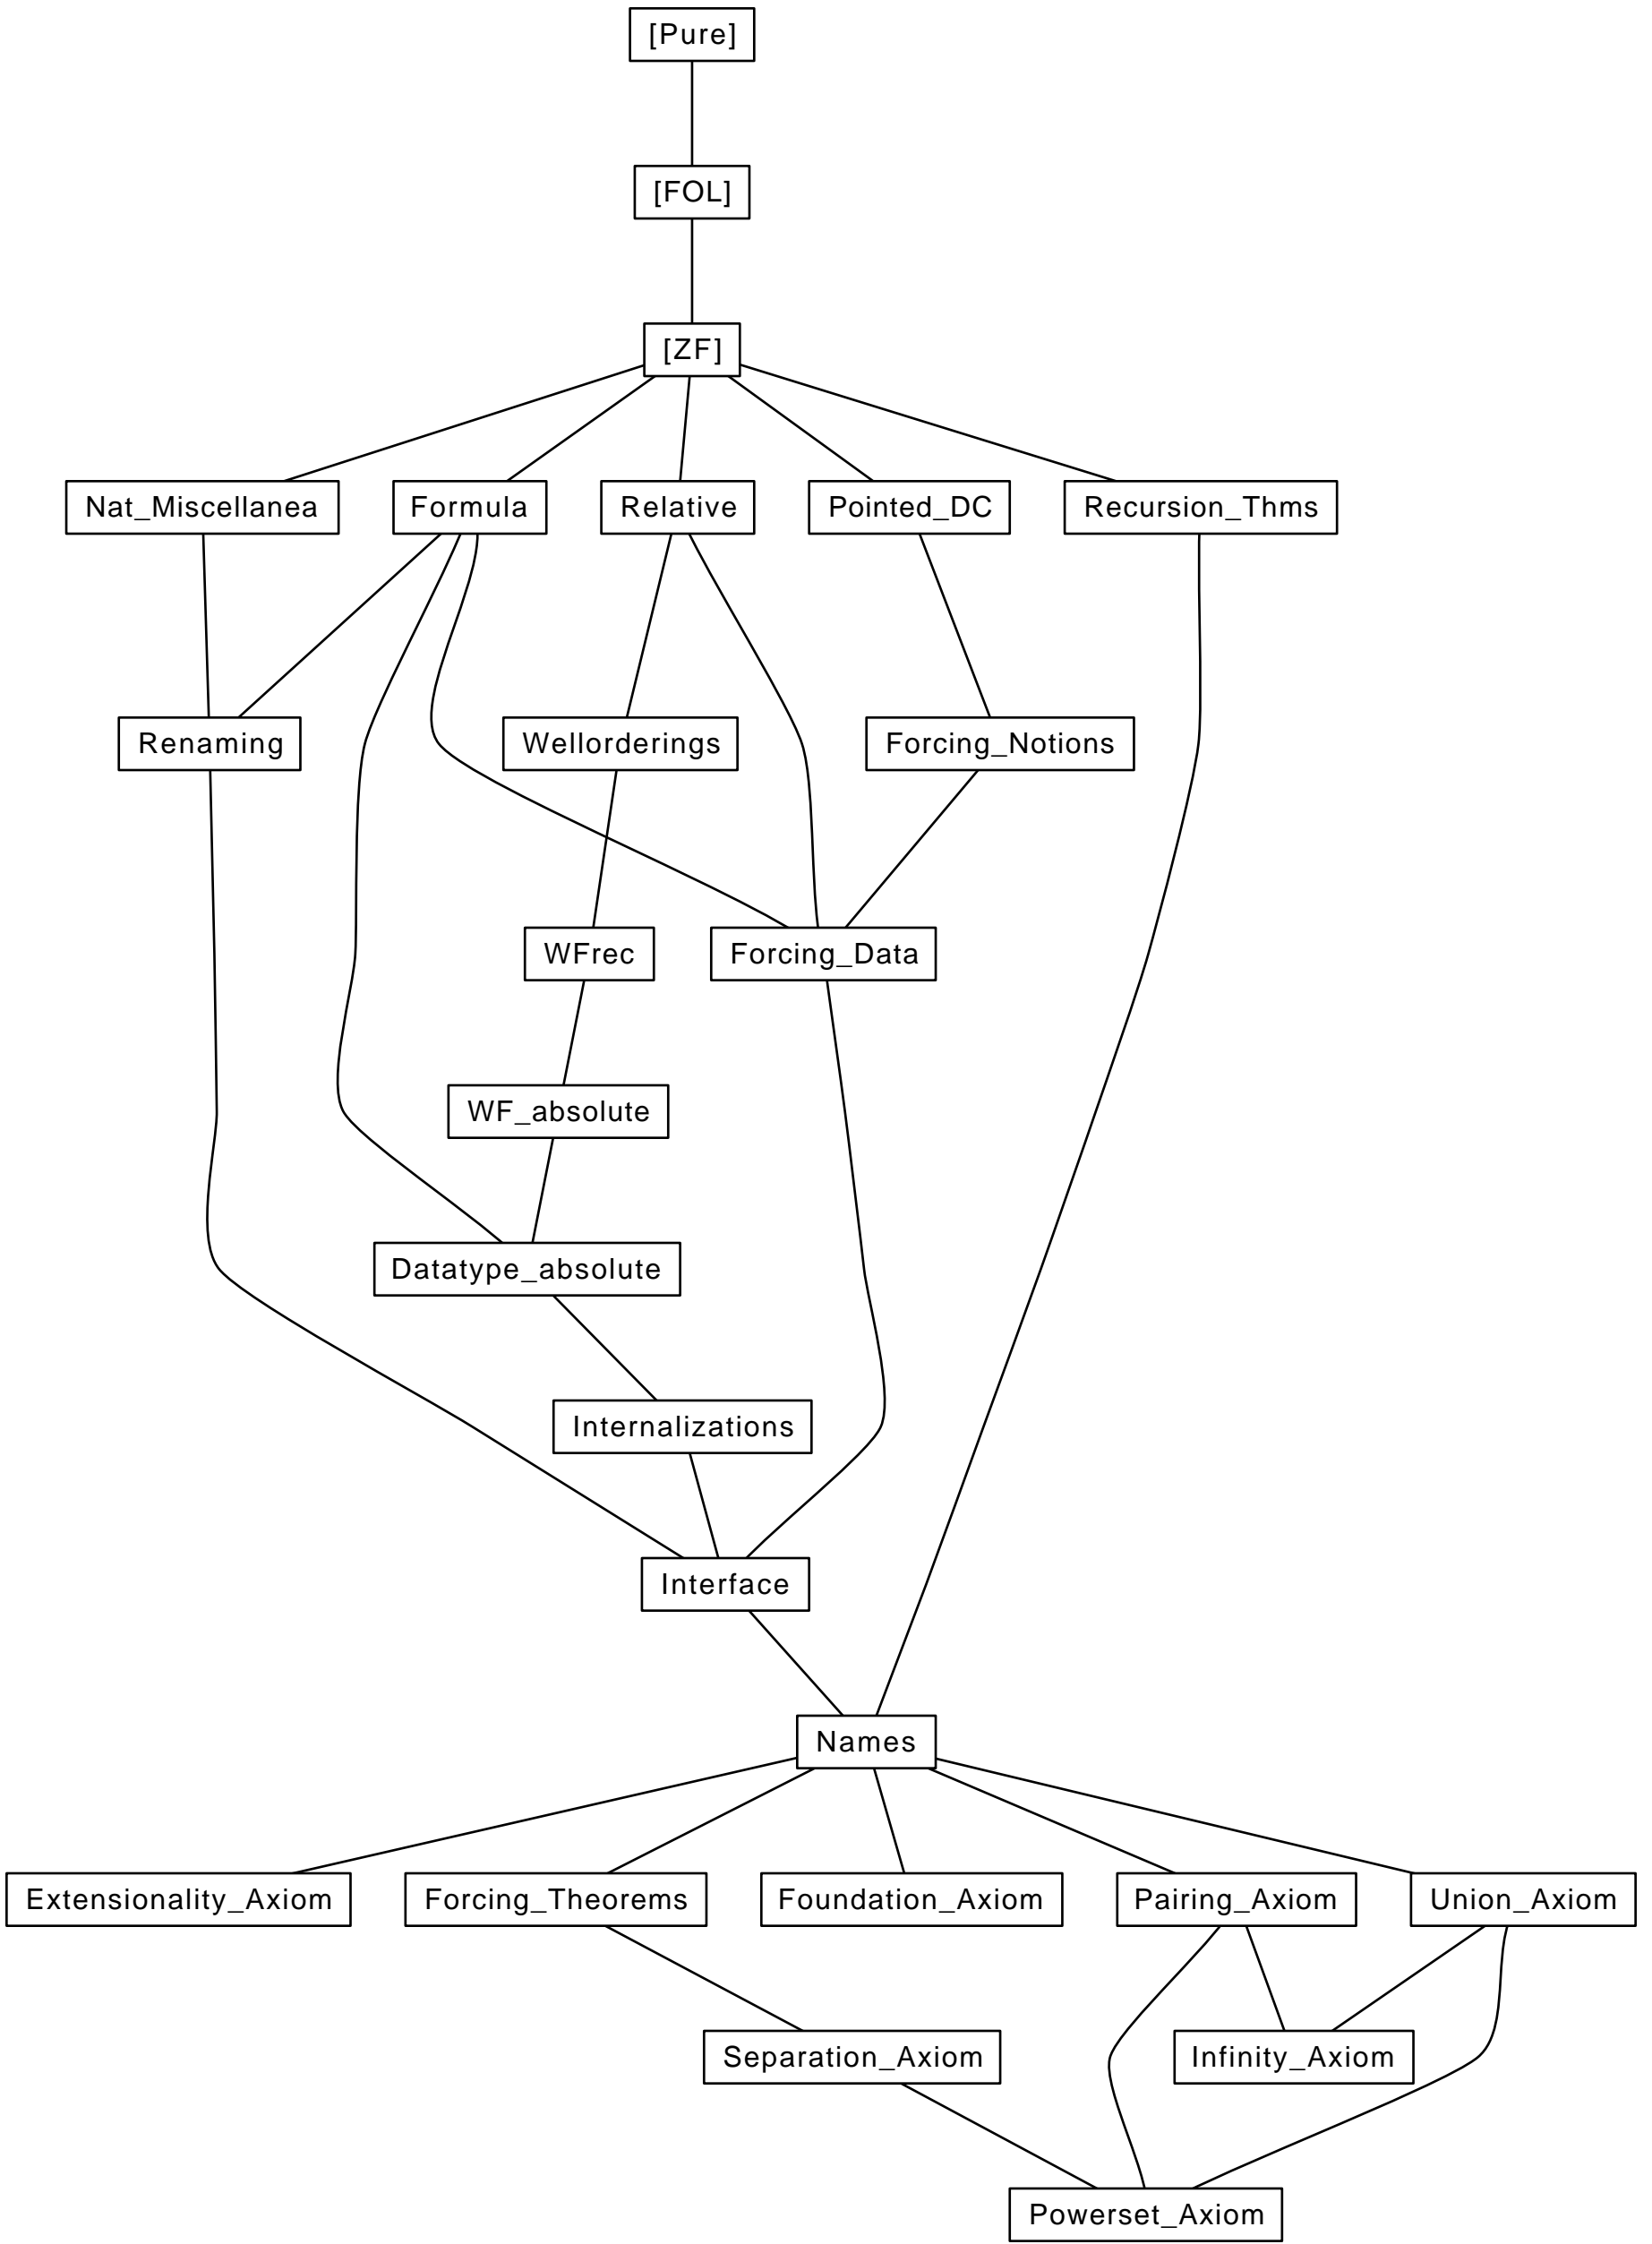 [Pure]
[FOL]
[ZF]
Nat_Miscellanea
Formula
Relative
Pointed_DC
Recursion_Thms
Renaming
Wellorderings
Forcing_Notions
WFrec
Forcing_Data
WF_absolute
Datatype_absolute
Internalizations
Interface
Names
Extensionality_Axiom
Forcing_Theorems
Foundation_Axiom
Pairing_Axiom
Union_Axiom
Separation_Axiom
Infinity_Axiom
Powerset_Axiom